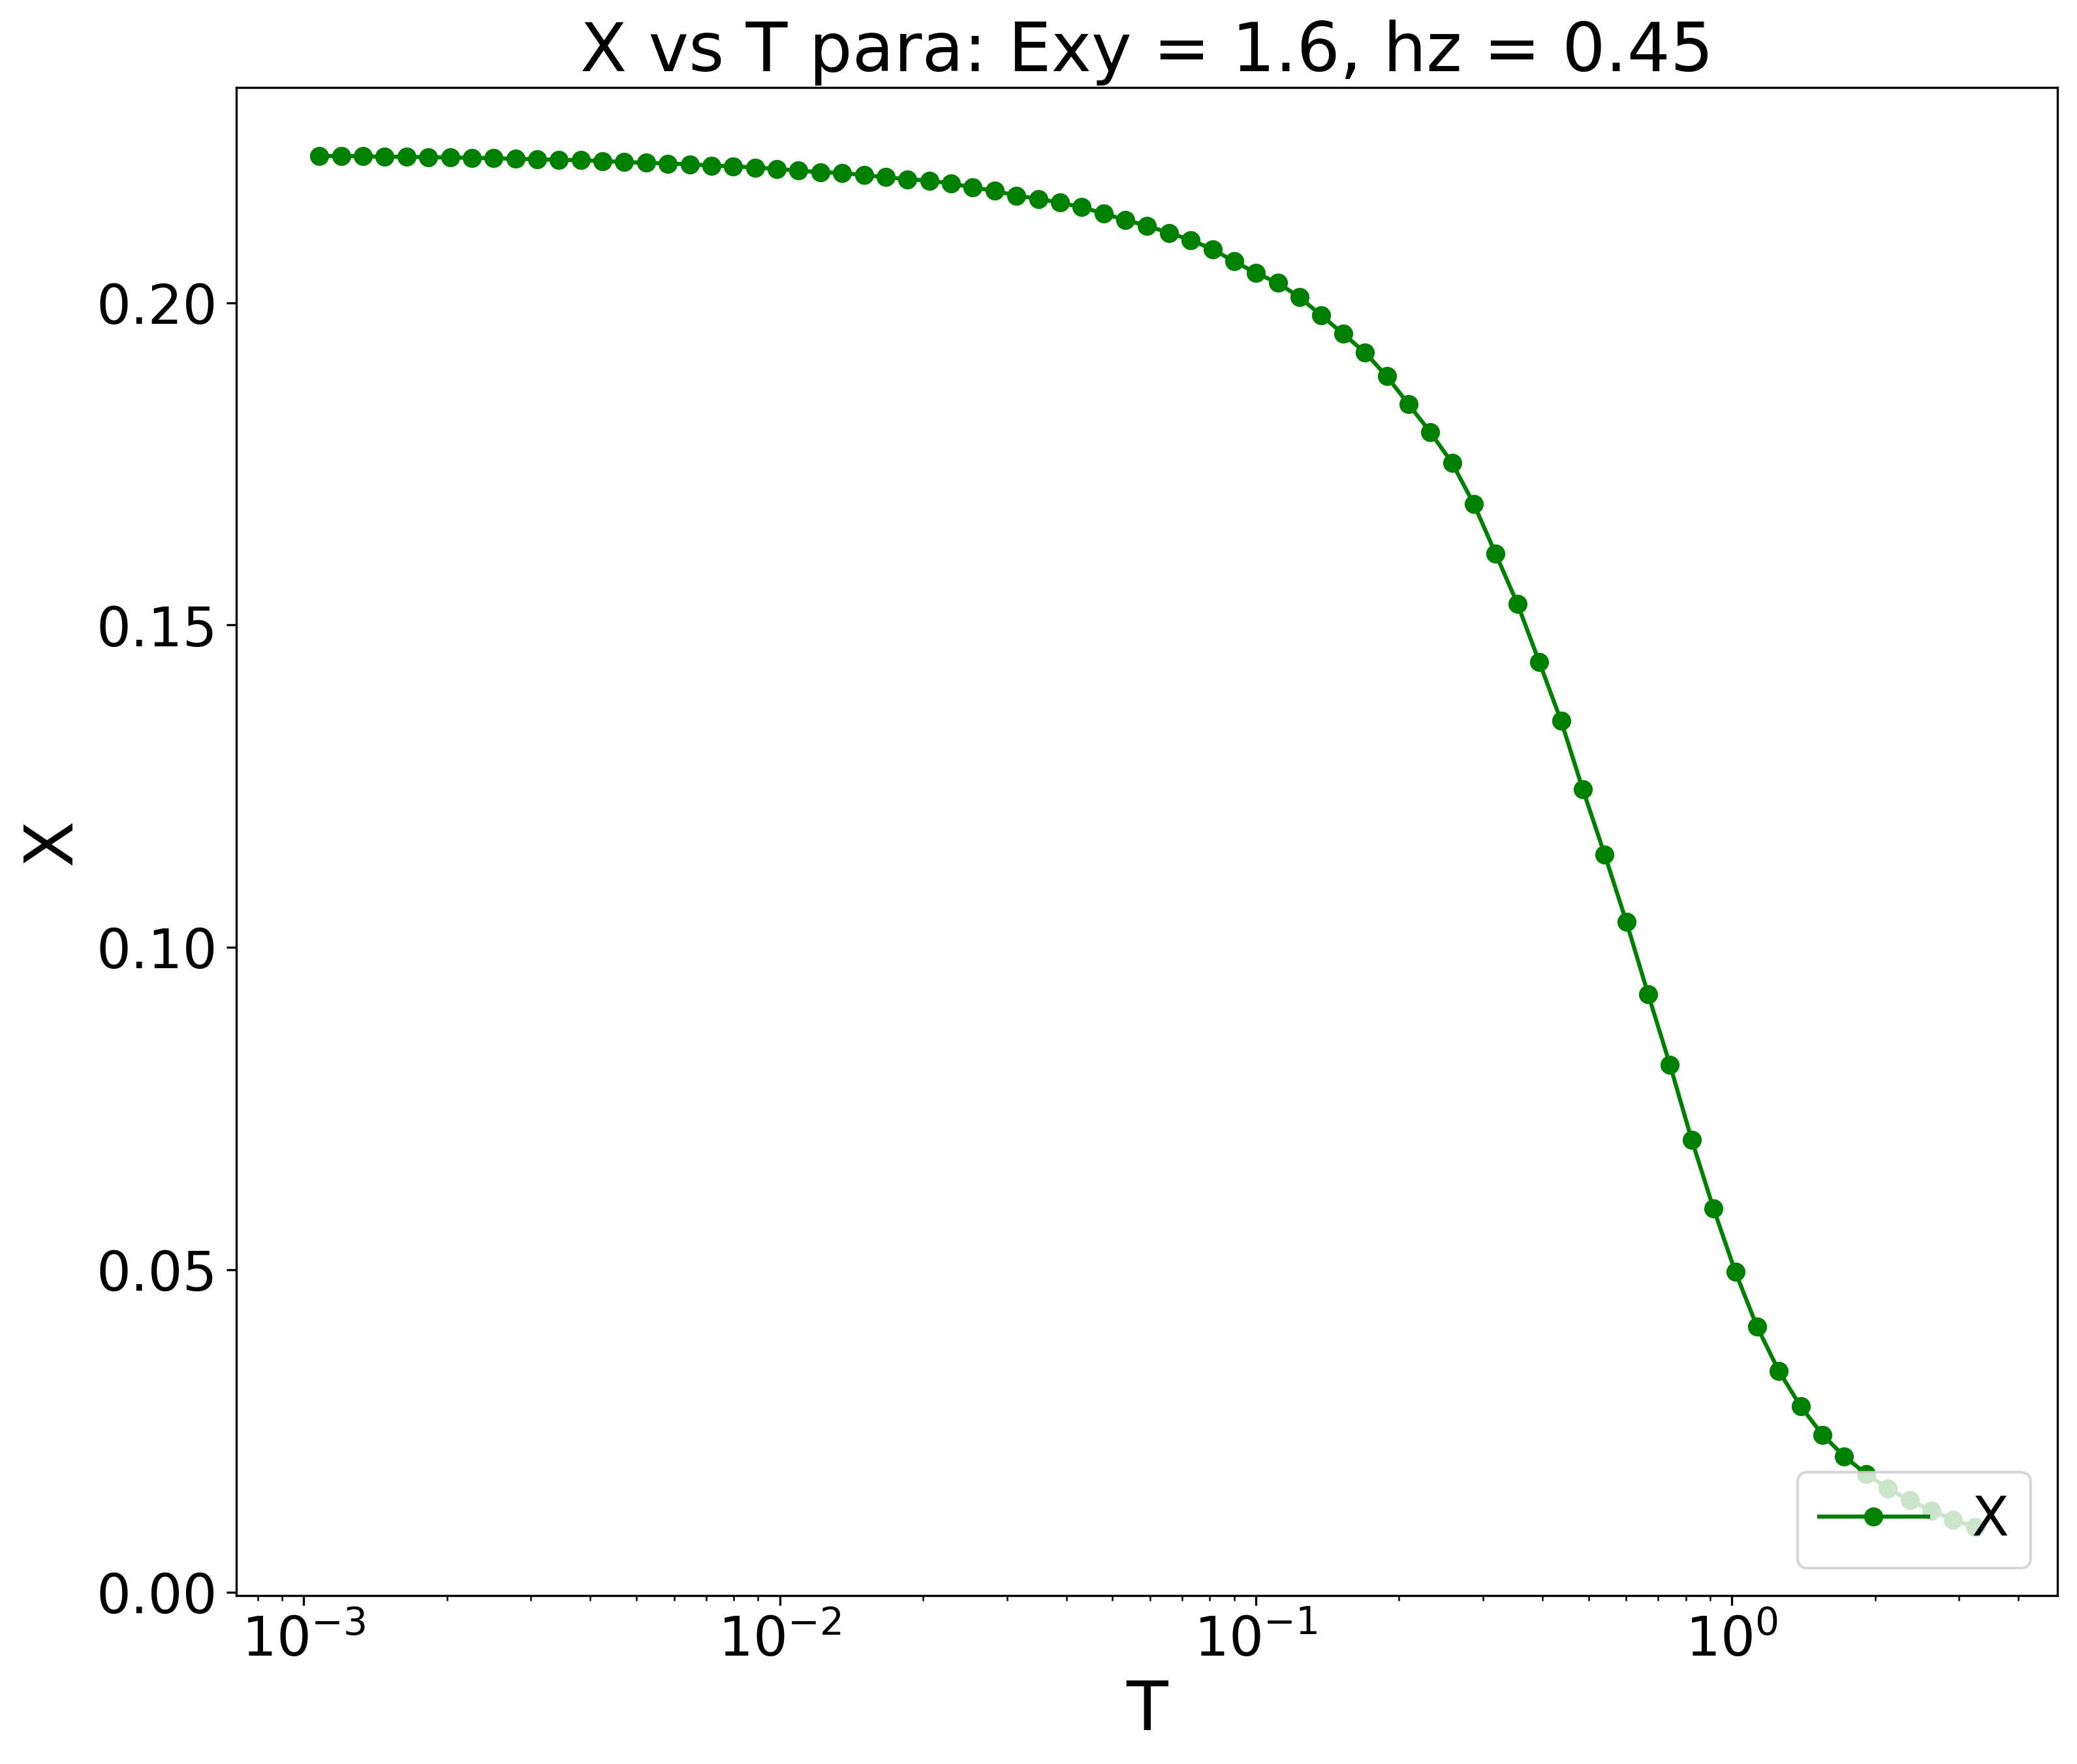 X vs T para: Exy = 1.6, hz = 0.45
X
0.20
0.15
0.10
0.05
0.00
10⁻³ 10⁻² 10⁻¹ 10⁰
T
X